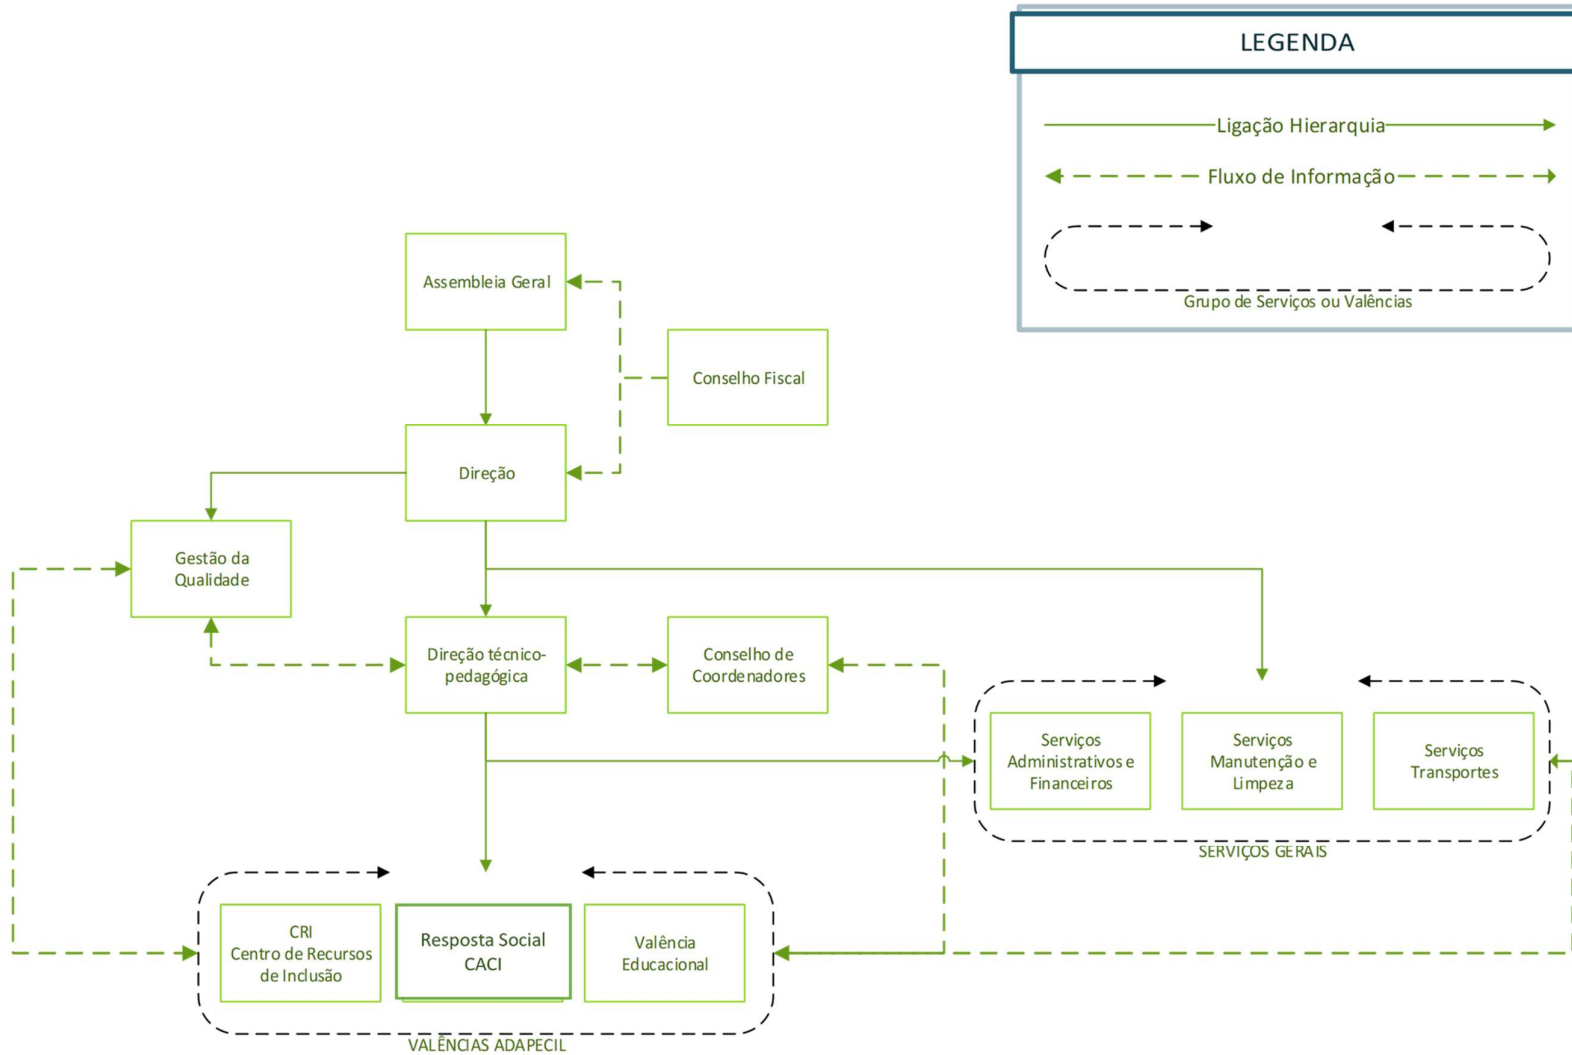 LEGENDA
Ligação Hierarquia
Fluxo de Informação
Grupo de Serviços ou Valências
Assembleia Geral
Conselho Fiscal
Direção
Gestão da
Qualidade
Direção técnico-
pedagógica
Conselho de
Coordenadores
Serviços
Administrativos e
Financeiros
Serviços
Manutenção e
Limpeza
Serviços
Transportes
SERVIÇOS GERAIS
CRI
Centro de Recursos
de Inclusão
Resposta Social
CACI
Valência
Educacional
VALÊNCIAS ADAPECIL